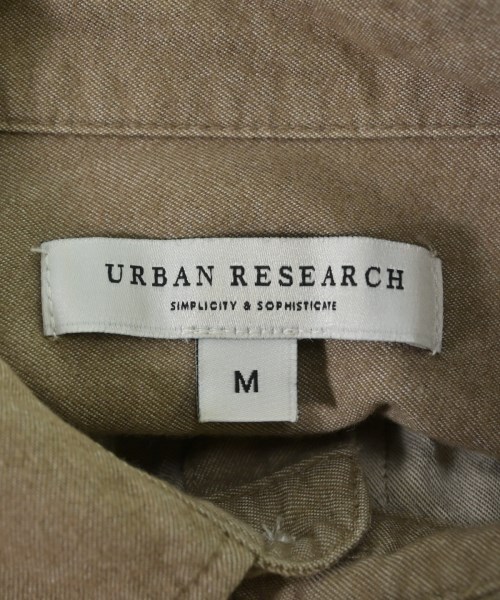 URBAN RESEARCH
SIMPLICITY & SOPHISTICATE
M